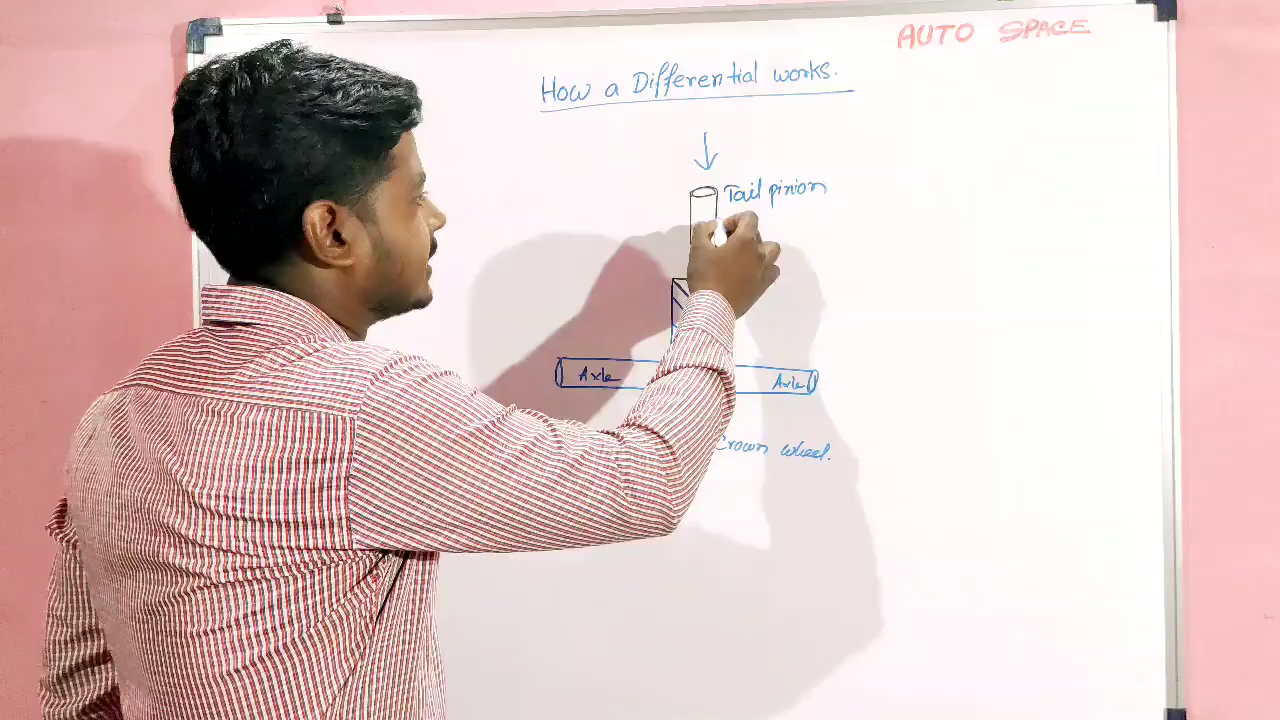 AUTO SPACE
How a Differential works.
Tail pinion
Axle
Axle
Crown wheel.